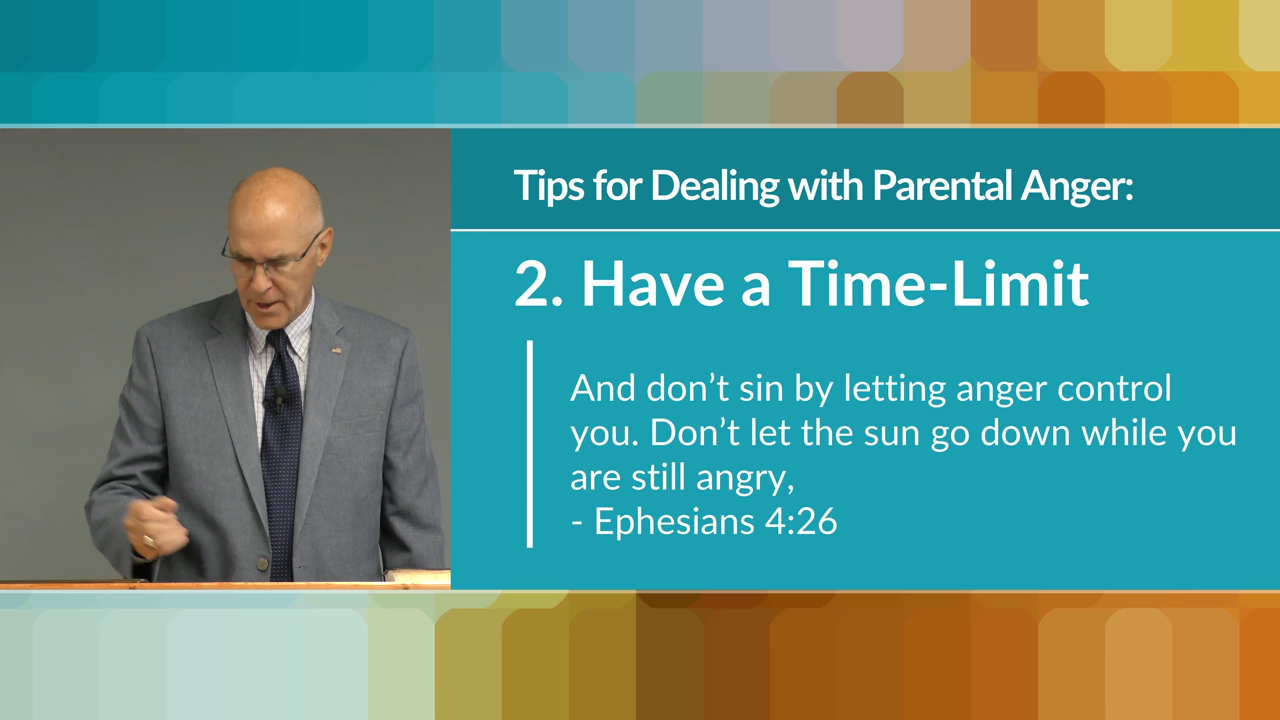 Tips for Dealing with Parental Anger:
2. Have a Time-Limit
And don’t sin by letting anger control
you. Don’t let the sun go down while you
are still angry,
- Ephesians 4:26